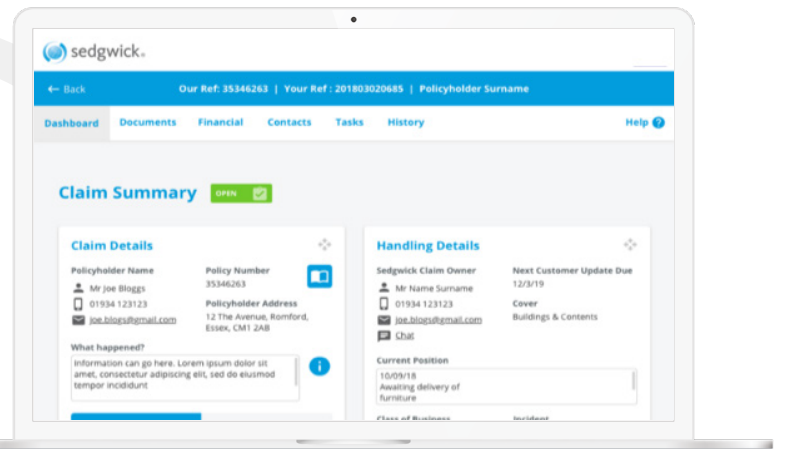 sedgwick.
← Back
Our Ref: 35346263 | Your Ref : 201803020685 | Policyholder Surname
Dashboard Documents Financial Contacts Tasks History Help ?
Claim Summary OPEN
Claim Details
Policyholder Name
Mr Joe Bloggs
01934 123123
joe.blogs@gmail.com
Policy Number
35346263
Policyholder Address
12 The Avenue, Romford,
Essex, CM1 2AB
What happened?
Information can go here. Lorem ipsum dolor sit
amet, consectetur adipiscing elit, sed do eiusmod
tempor incididunt
Handling Details
Sedgwick Claim Owner
Mr Name Surname
01934 123123
joe.blogs@gmail.com
Chat
Next Customer Update Due
12/3/19
Cover
Buildings & Contents
Current Position
10/09/18
Awaiting delivery of
furniture
Class of Business
Incident